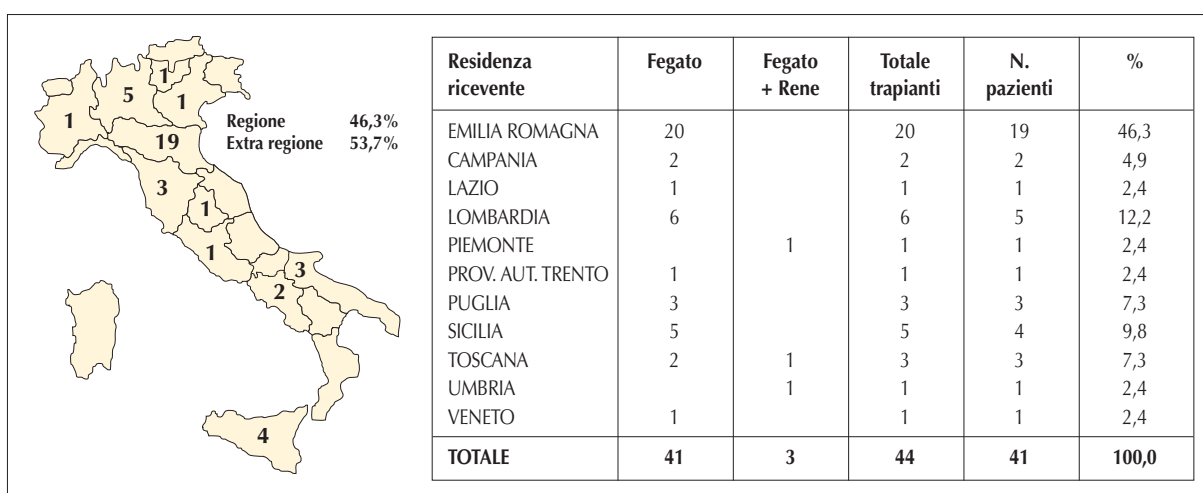 1
5
1
1
Regione 46,3%
Extra regione 53,7%
19
3
1
1
3
2
4
Residenza ricevente Fegato Fegato + Rene Totale trapianti N. pazienti %
EMILIA ROMAGNA 20 20 19 46,3
CAMPANIA 2 2 2 4,9
LAZIO 1 1 1 2,4
LOMBARDIA 6 6 5 12,2
PIEMONTE 1 1 1 2,4
PROV. AUT. TRENTO 1 1 1 2,4
PUGLIA 3 3 3 7,3
SICILIA 5 5 4 9,8
TOSCANA 2 1 3 3 7,3
UMBRIA 1 1 1 2,4
VENETO 1 1 1 2,4
TOTALE 41 3 44 41 100,0